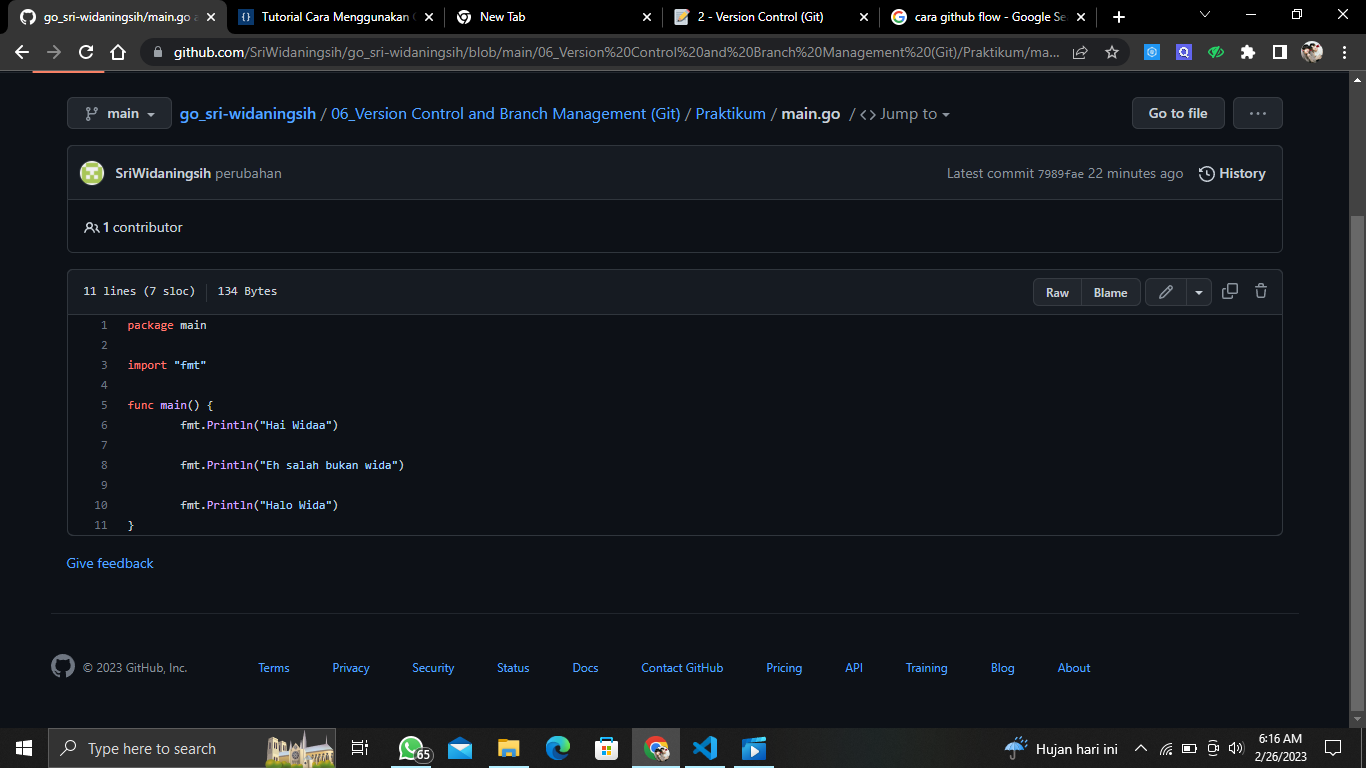 go_sri-widaningsih/main.go a
Tutorial Cara Menggunakan
New Tab
2 - Version Control (Git)
cara github flow - Google Se
github.com/SriWidaningsih/go_sri-widaningsih/blob/main/06_Version%20Control%20and%20Branch%20Management%20(Git)/Praktikum/ma...
main
go_sri-widaningsih / 06_Version Control and Branch Management (Git) / Praktikum / main.go / <> Jump to
Go to file
...
SriWidaningsih perubahan
Latest commit 7989fae 22 minutes ago
History
1 contributor
11 lines (7 sloc)
134 Bytes
Raw
Blame
1 package main
2
3 import "fmt"
4
5 func main() {
6 fmt.Println("Hai Widaa")
7
8 fmt.Println("Eh salah bukan wida")
9
10 fmt.Println("Halo Wida")
11 }
Give feedback
© 2023 GitHub, Inc.
Terms
Privacy
Security
Status
Docs
Contact GitHub
Pricing
API
Training
Blog
About
Type here to search
65
Hujan hari ini
6:16 AM
2/26/2023